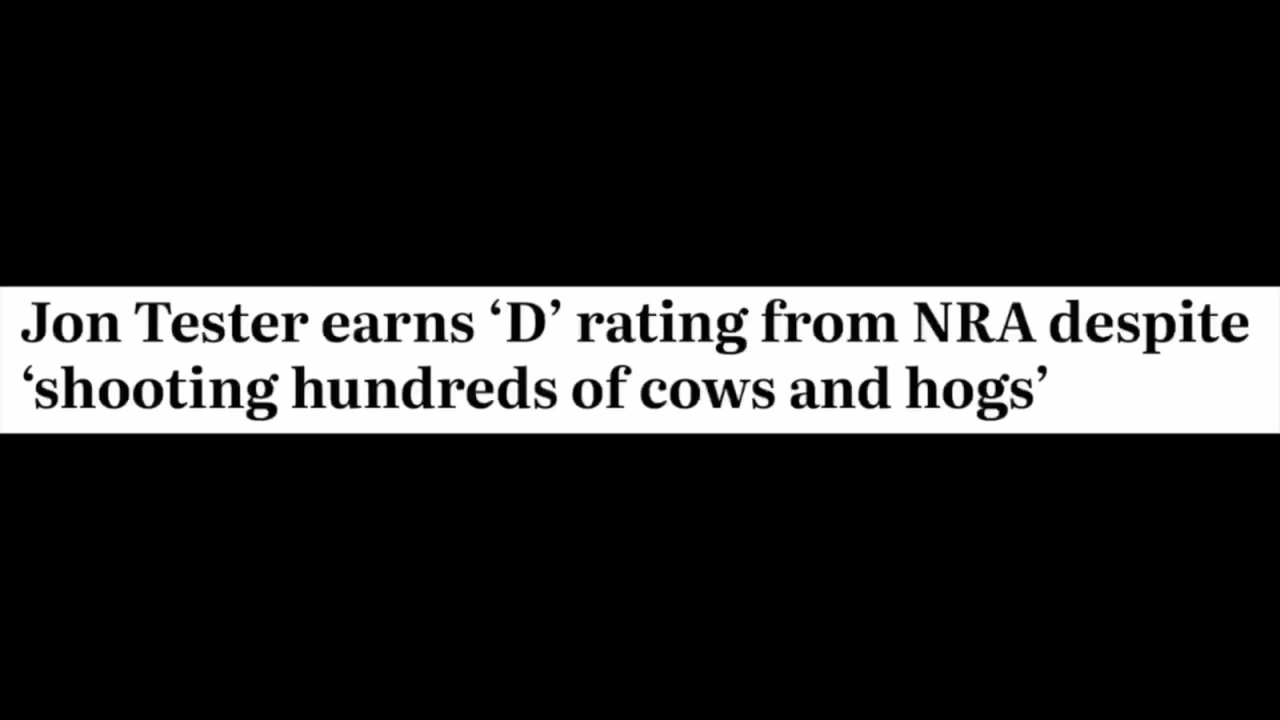 Jon Tester earns ‘D’ rating from NRA despite
‘shooting hundreds of cows and hogs’